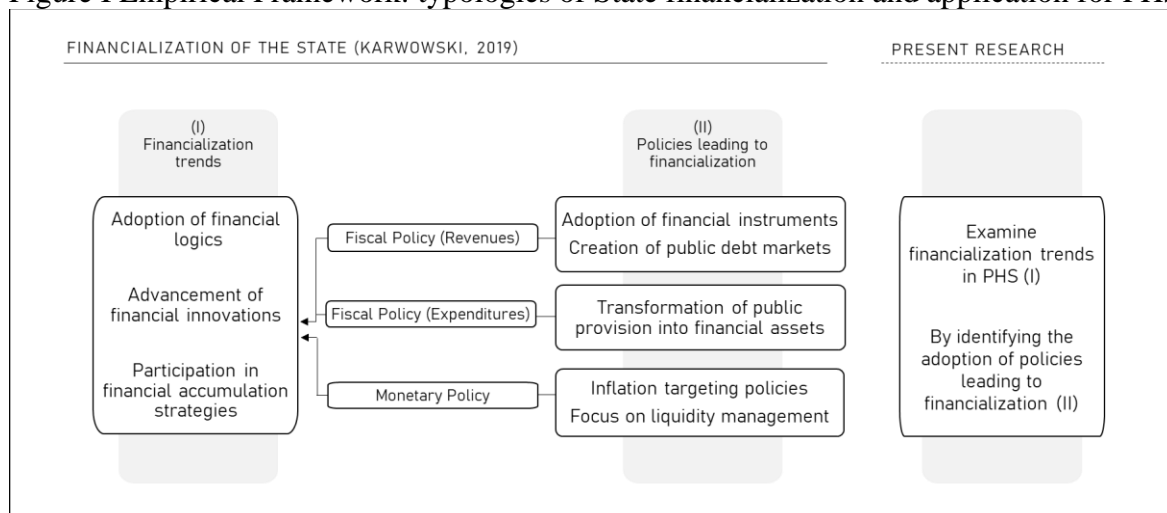 Figure 1 Empirical Framework: typologies of State financialization and application for PHS
FINANCIALIZATION OF THE STATE (KARWOWSKI, 2019)
PRESENT RESEARCH
(I)
Financialization
trends
(II)
Policies leading to
financialization
Adoption of financial
logics
Advancement of
financial innovations
Participation in
financial accumulation
strategies
Fiscal Policy (Revenues)
Fiscal Policy (Expenditures)
Monetary Policy
Adoption of financial instruments
Creation of public debt markets
Transformation of public
provision into financial assets
Inflation targeting policies
Focus on liquidity management
Examine
financialization trends
in PHS (I)
By identifying the
adoption of policies
leading to
financialization (II)